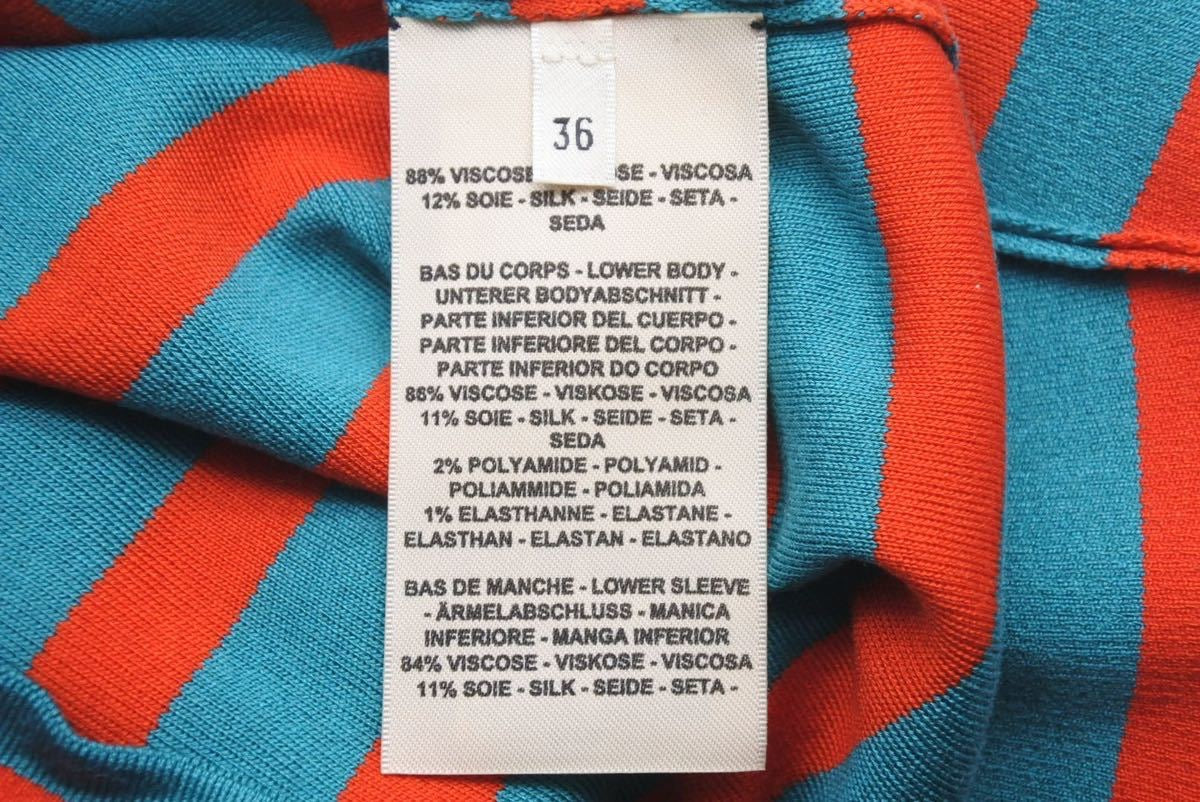 36
88% VISCOSE - VISCOSA
12% SOIE - SILK - SEIDE - SETA -
SEDA
BAS DU CORPS - LOWER BODY -
UNTERER BODYABSCHNITT -
PARTE INFERIOR DEL CUERPO -
PARTE INFERIORE DEL CORPO -
PARTE INFERIOR DO CORPO
86% VISCOSE - VISKOSE - VISCOSA
11% SOIE - SILK - SEIDE - SETA -
SEDA
2% POLYAMIDE - POLYAMID -
POLIAMMIDE - POLIAMIDA
1% ELASTHANNE - ELASTANE -
ELASTHAN - ELASTAN - ELASTANO
BAS DE MANCHE - LOWER SLEEVE
- ÄRMELABSCHLUSS - MANICA
INFERIORE - MANGA INFERIOR
84% VISCOSE - VISKOSE - VISCOSA
11% SOIE - SILK - SEIDE - SETA -